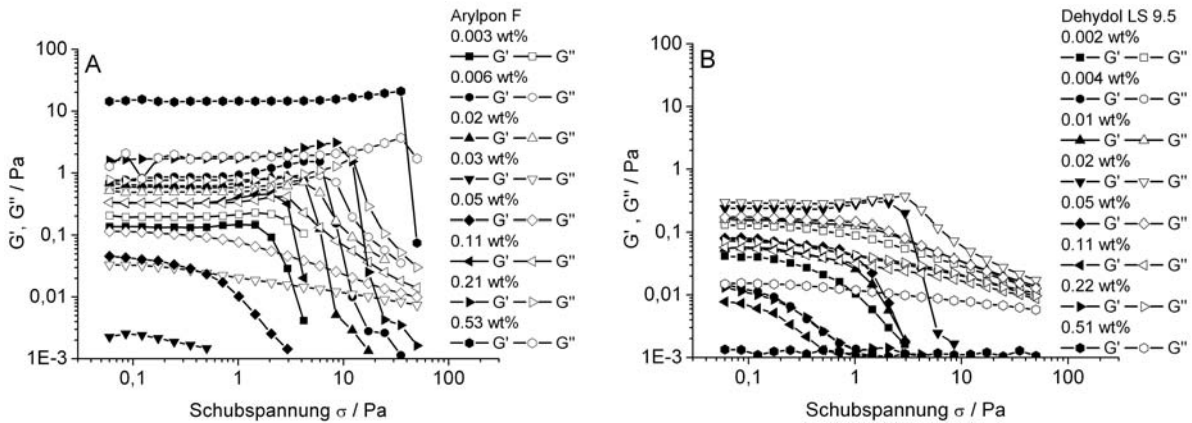 A
G', G'' / Pa
100
10
1
0,1
0,01
1E-3
0,1 1 10 100
Schubspannung σ / Pa
Arylpon F
0.003 wt%
G' G''
0.006 wt%
G' G''
0.02 wt%
G' G''
0.03 wt%
G' G''
0.05 wt%
G' G''
0.11 wt%
G' G''
0.21 wt%
G' G''
0.53 wt%
G' G''
B
G', G'' / Pa
100
10
1
0,1
0,01
1E-3
0,1 1 10 100
Schubspannung σ / Pa
Dehydol LS 9.5
0.002 wt%
G' G''
0.004 wt%
G' G''
0.01 wt%
G' G''
0.02 wt%
G' G''
0.05 wt%
G' G''
0.11 wt%
G' G''
0.22 wt%
G' G''
0.51 wt%
G' G''